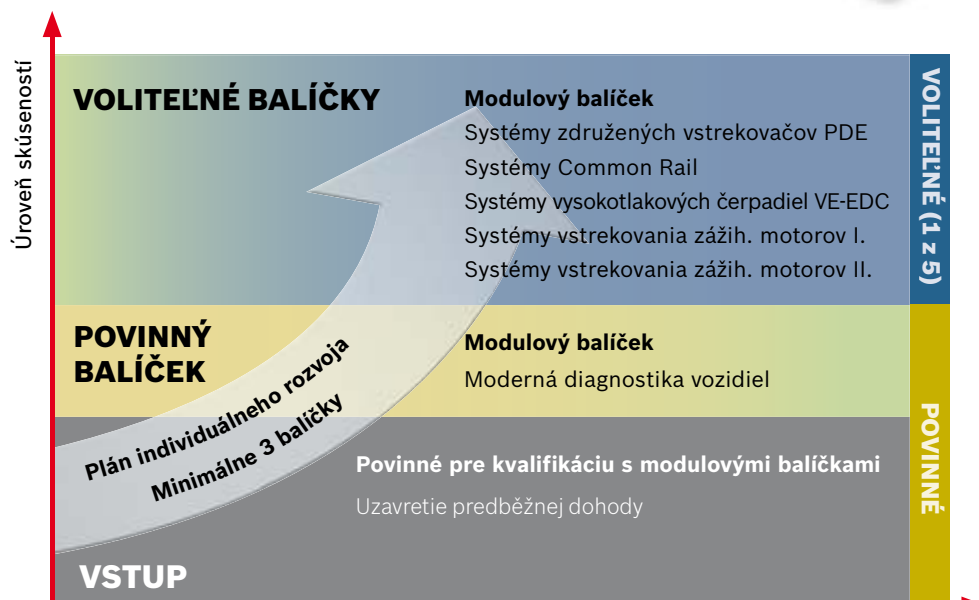 Úroveň skúseností
VOLITEĽNÉ BALÍČKY
Modulový balíček
Systémy združených vstrekovačov PDE
Systémy Common Rail
Systémy vysokotlakových čerpadiel VE-EDC
Systémy vstrekovania zážih. motorov I.
Systémy vstrekovania zážih. motorov II.
VOLITEĽNÉ (1 z 5)
POVINNÝ
BALÍČEK
Modulový balíček
Moderná diagnostika vozidiel
Plán individuálneho rozvoja
Minimálne 3 balíčky
Povinné pre kvalifikáciu s modulovými balíčkami
Uzavretie predběžnej dohody
POVINNÉ
VSTUP